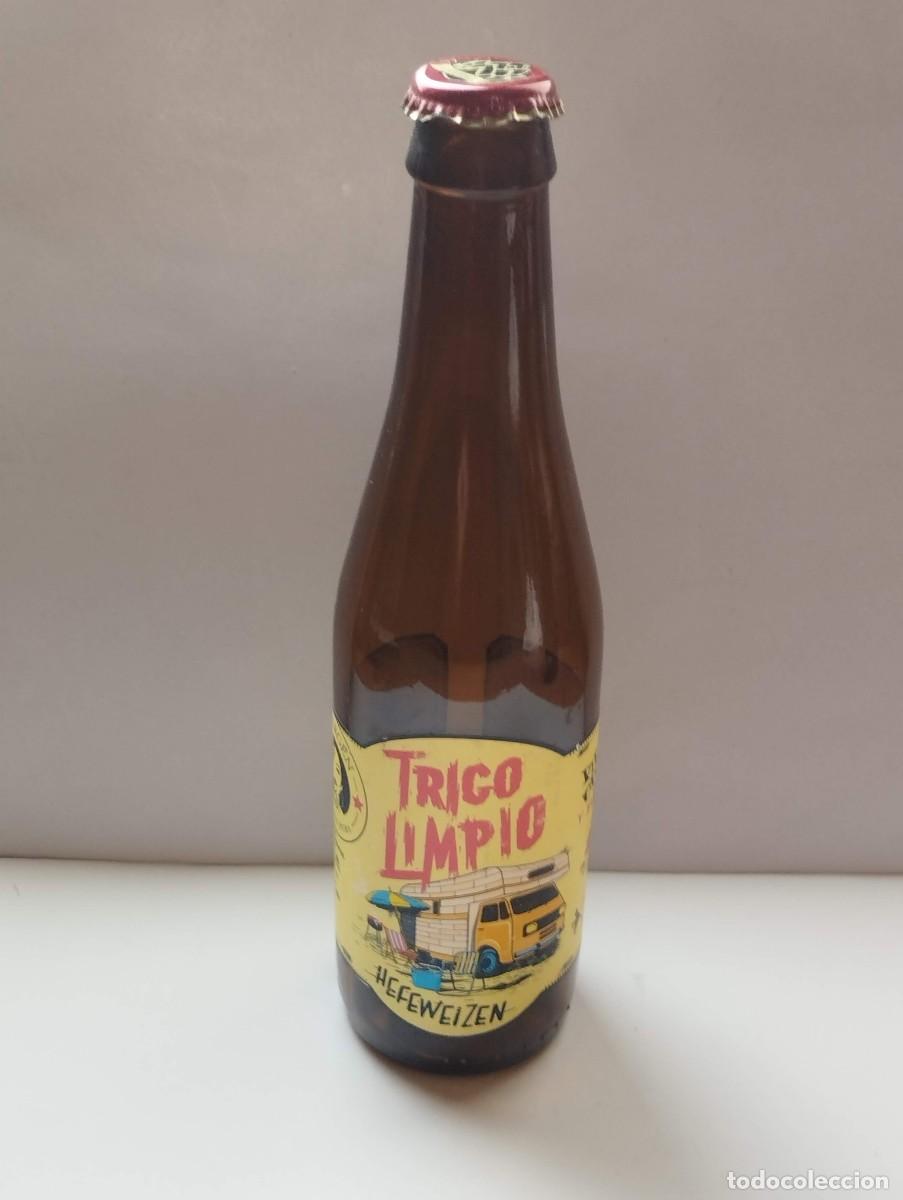 TRIGO
LIMPIO
HEFEWEIZEN
todocoleccion